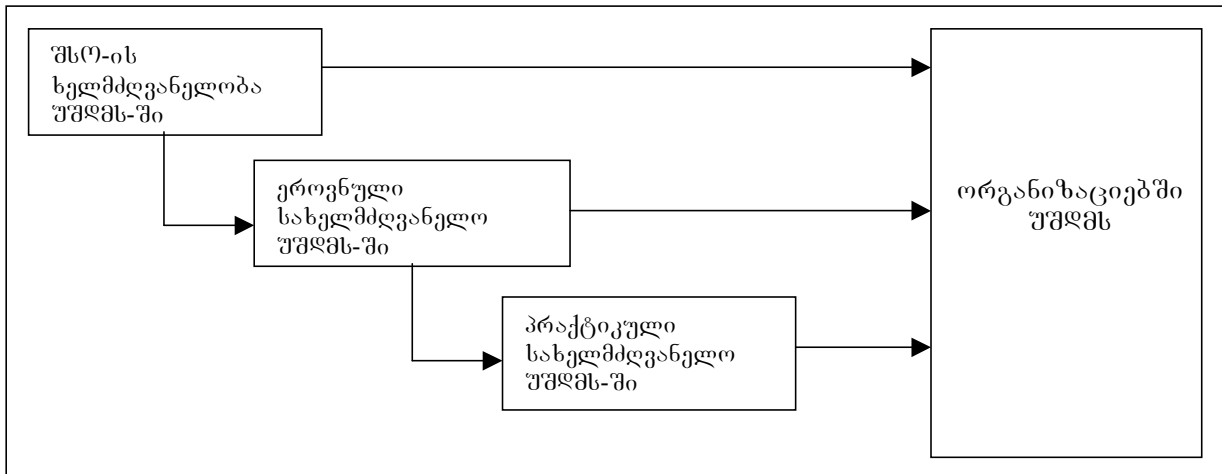 შსო-ის
ხელმძღვანელობა
უშდმს-ში
ეროვნული
სახელმძღვანელო
უშდმს-ში
პრაქტიკული
სახელმძღვანელო
უშდმს-ში
ორგანიზაციებში
უშდმს